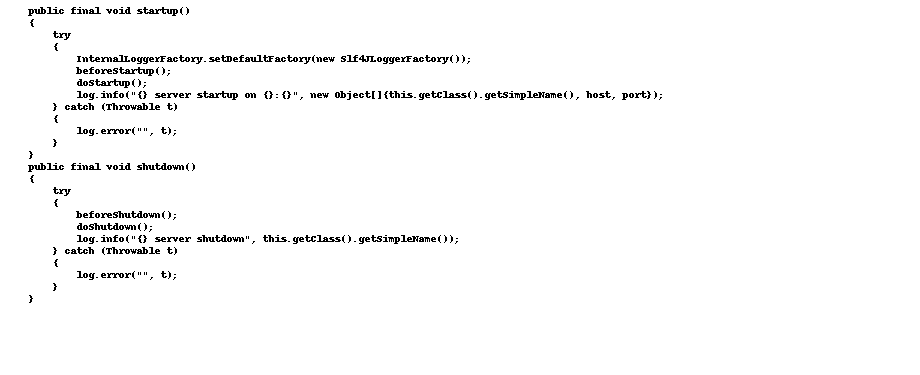 public final void startup()
{
    try
    {
        InternalLoggerFactory.setDefaultFactory(new Slf4JLoggerFactory());
        beforeStartup();
        doStartup();
        log.info("{} server startup on {}:{}", new Object[]{this.getClass().getSimpleName(), host, port});
    } catch (Throwable t)
    {
        log.error("", t);
    }
}
public final void shutdown()
{
    try
    {
        beforeShutdown();
        doShutdown();
        log.info("{} server shutdown", this.getClass().getSimpleName());
    } catch (Throwable t)
    {
        log.error("", t);
    }
}